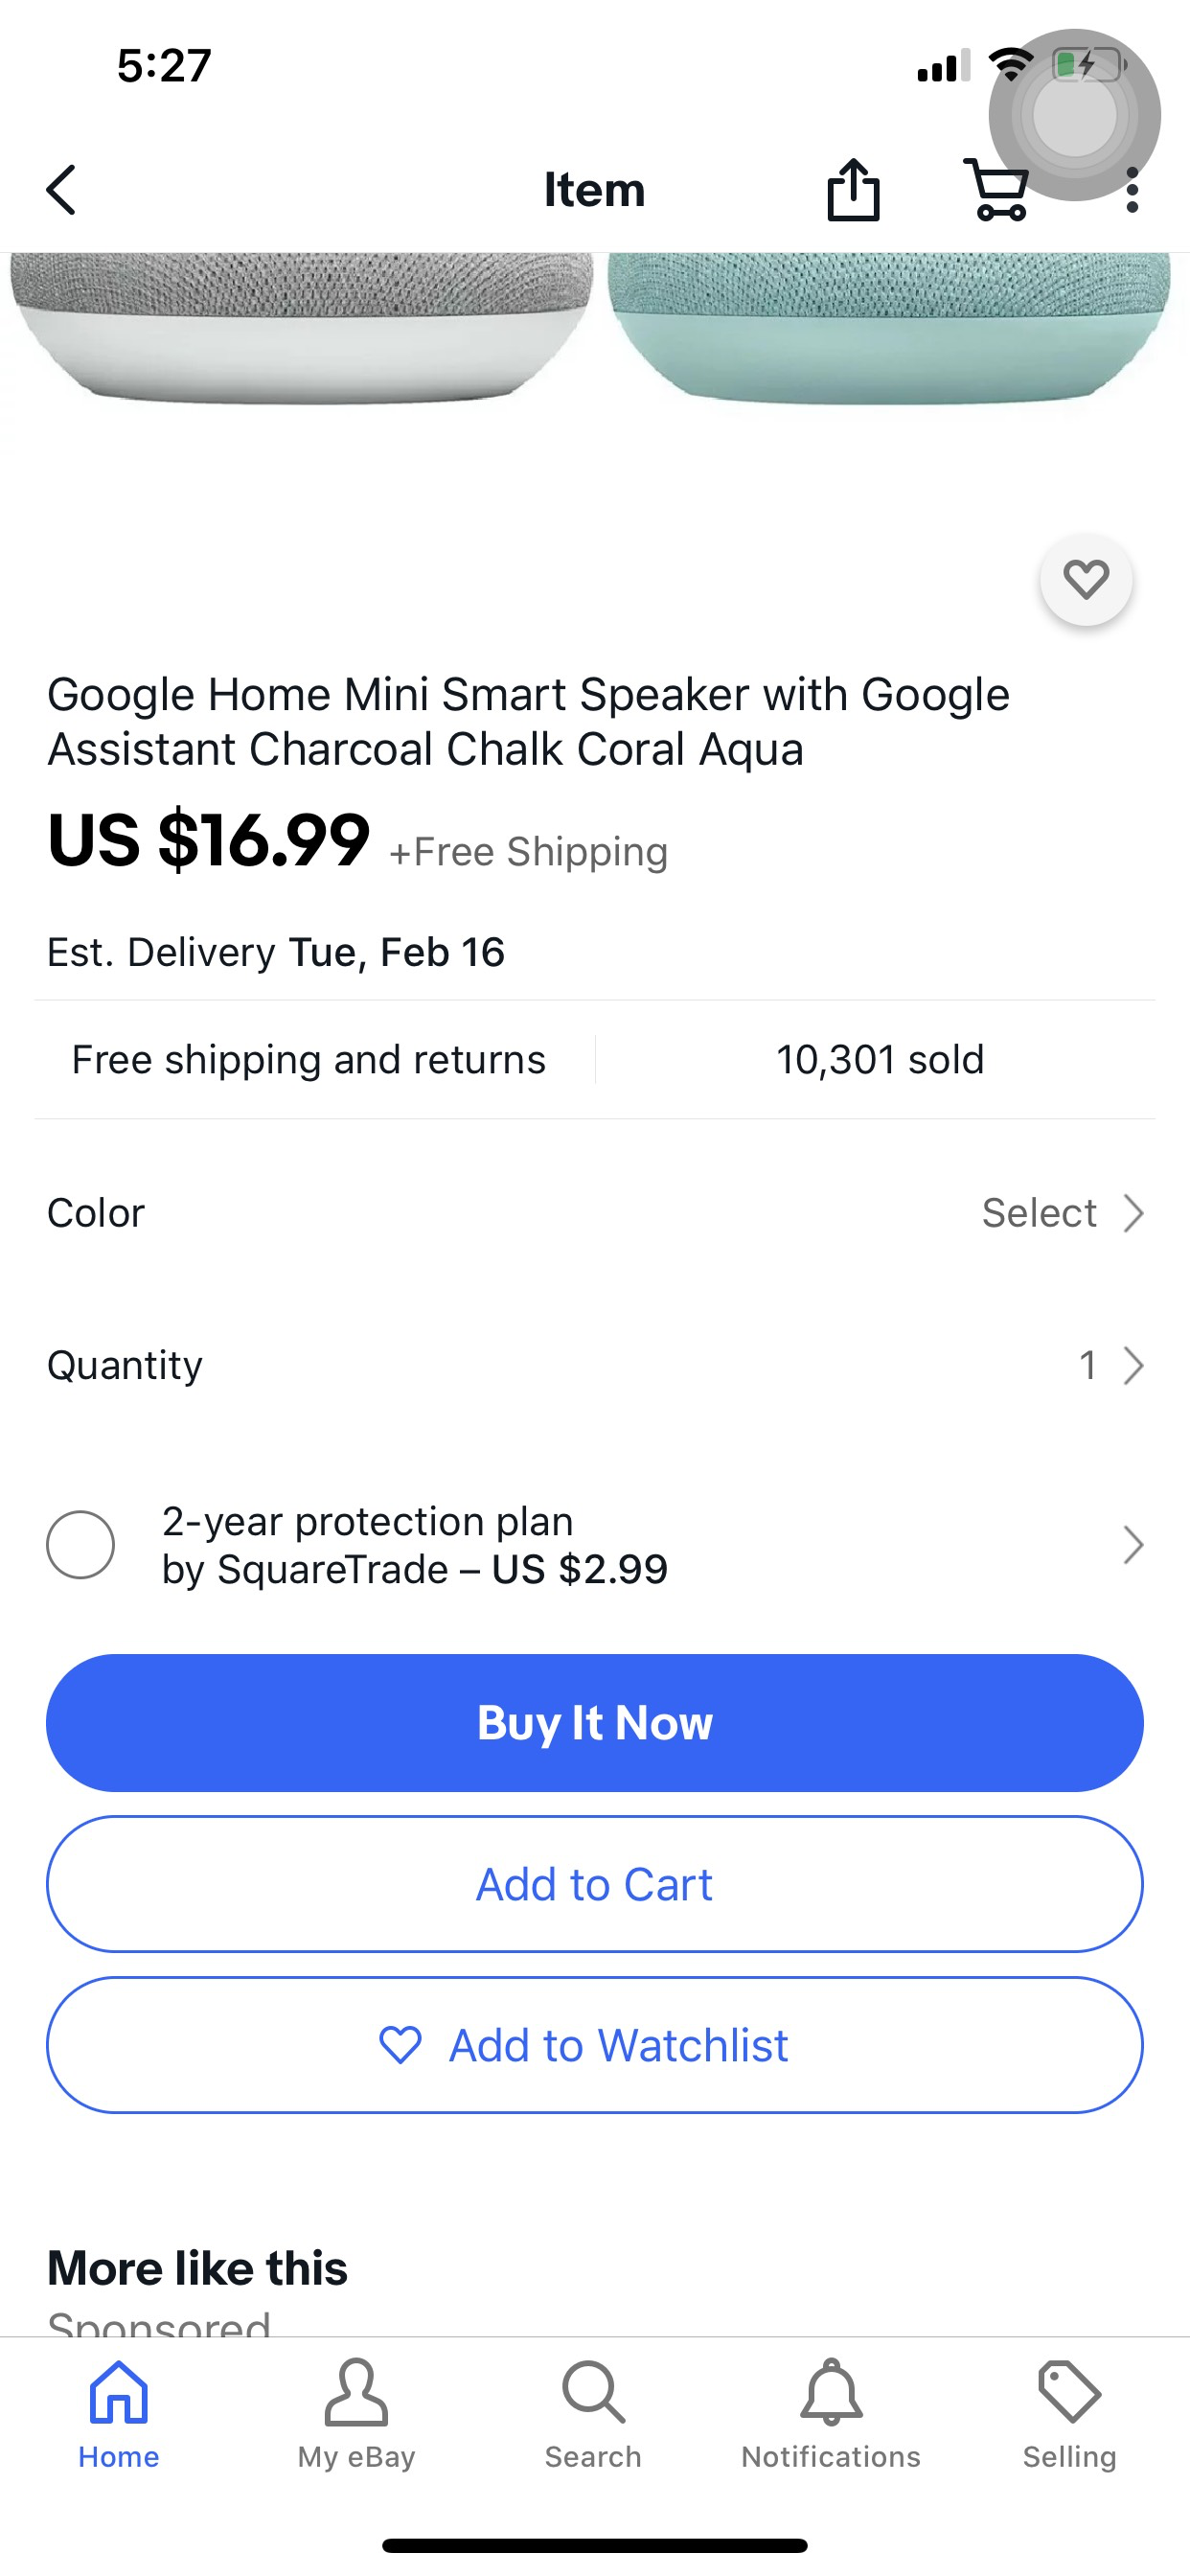 5:27
Item
Google Home Mini Smart Speaker with Google
Assistant Charcoal Chalk Coral Aqua
US $16.99 +Free Shipping
Est. Delivery Tue, Feb 16
Free shipping and returns
10,301 sold
Color
Select
Quantity
1
2-year protection plan
by SquareTrade – US $2.99
Buy It Now
Add to Cart
Add to Watchlist
More like this
Sponsored
Home
My eBay
Search
Notifications
Selling